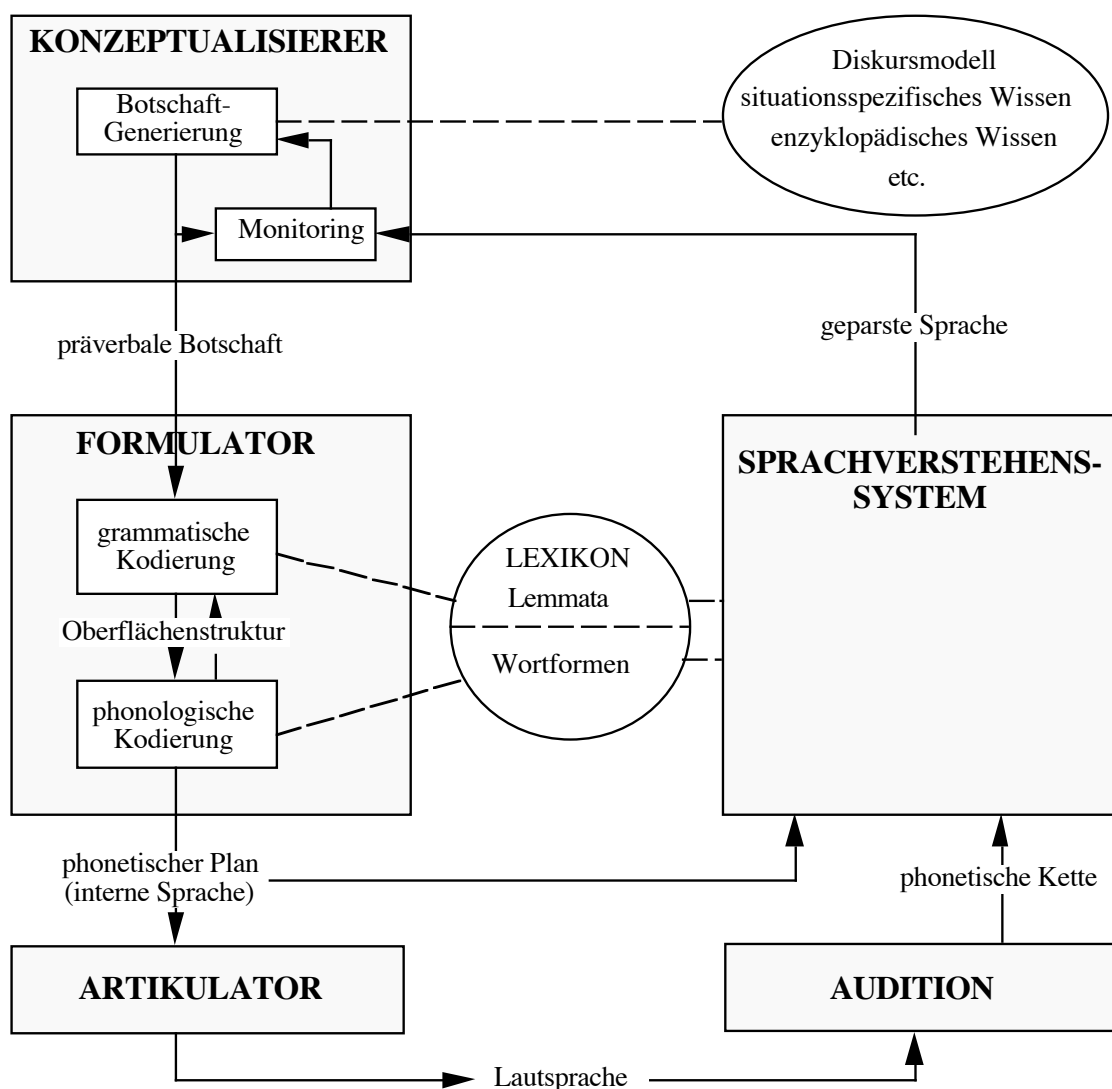 KONZEPTUALISIERER
Botschaft-
Generierung
Monitoring
Diskursmodell
situationsspezifisches Wissen
enzyklopädisches Wissen
etc.
präverbale Botschaft
geparste Sprache
FORMULATOR
grammatische
Kodierung
Oberflächenstruktur
phonologische
Kodierung
LEXIKON
Lemmata
Wortformen
SPRACHVERSTEHENS-
SYSTEM
phonetischer Plan
(interne Sprache)
phonetische Kette
ARTIKULATOR
AUDITION
Lautsprache